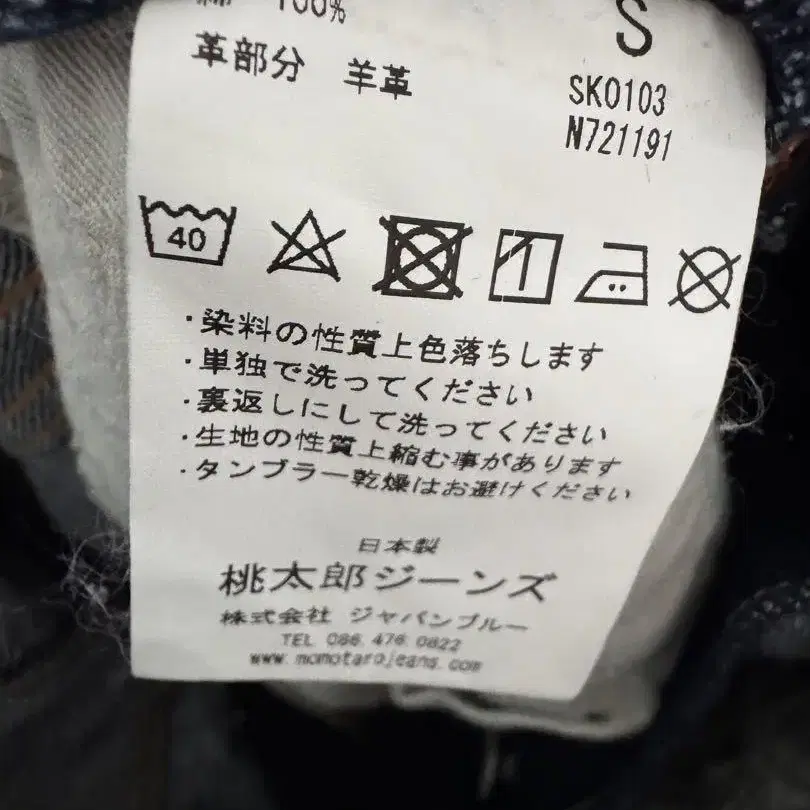 綿 100%
S
革部分 羊革
SK0103
N721191
40
・染料の性質上色落ちします
・単独で洗ってください
・裏返しにして洗ってください
・生地の性質上縮む事があります
・タンブラー乾燥はお避けください
日本製
桃太郎ジーンズ
株式会社 ジャパンブルー
TEL 086 476 0822
www.momotarojeans.com